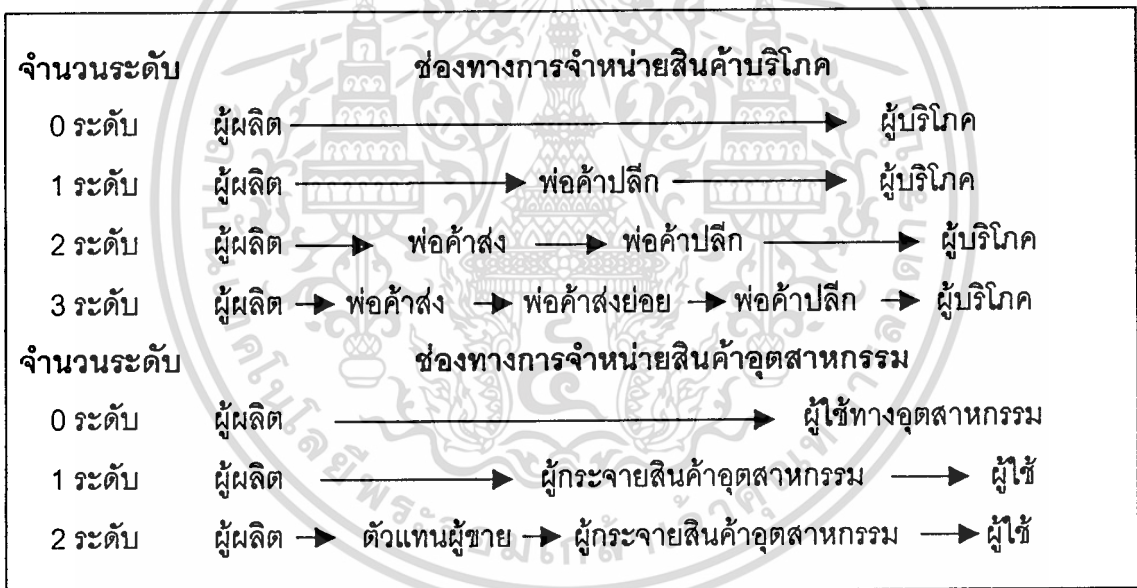 จำนวนระดับ ช่องทางการจำหน่ายสินค้าบริโภค
0 ระดับ ผู้ผลิต → ผู้บริโภค
1 ระดับ ผู้ผลิต → พ่อค้าปลีก → ผู้บริโภค
2 ระดับ ผู้ผลิต → พ่อค้าส่ง → พ่อค้าปลีก → ผู้บริโภค
3 ระดับ ผู้ผลิต → พ่อค้าส่ง → พ่อค้าส่งย่อย → พ่อค้าปลีก → ผู้บริโภค
จำนวนระดับ ช่องทางการจำหน่ายสินค้าอุตสาหกรรม
0 ระดับ ผู้ผลิต → ผู้ใช้ทางอุตสาหกรรม
1 ระดับ ผู้ผลิต → ผู้กระจายสินค้าอุตสาหกรรม → ผู้ใช้
2 ระดับ ผู้ผลิต → ตัวแทนผู้ขาย → ผู้กระจายสินค้าอุตสาหกรรม → ผู้ใช้